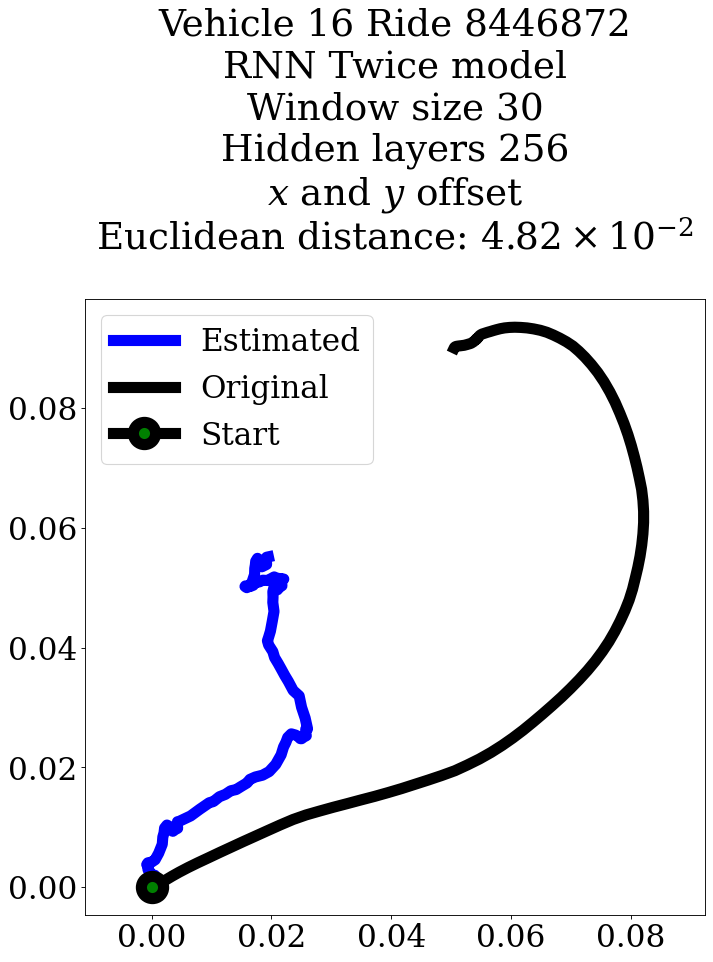 Vehicle 16 Ride 8446872
RNN Twice model
Window size 30
Hidden layers 256
x and y offset
Euclidean distance: 4.82 × 10⁻²
Estimated
Original
Start
0.08
0.06
0.04
0.02
0.00
0.00 0.02 0.04 0.06 0.08